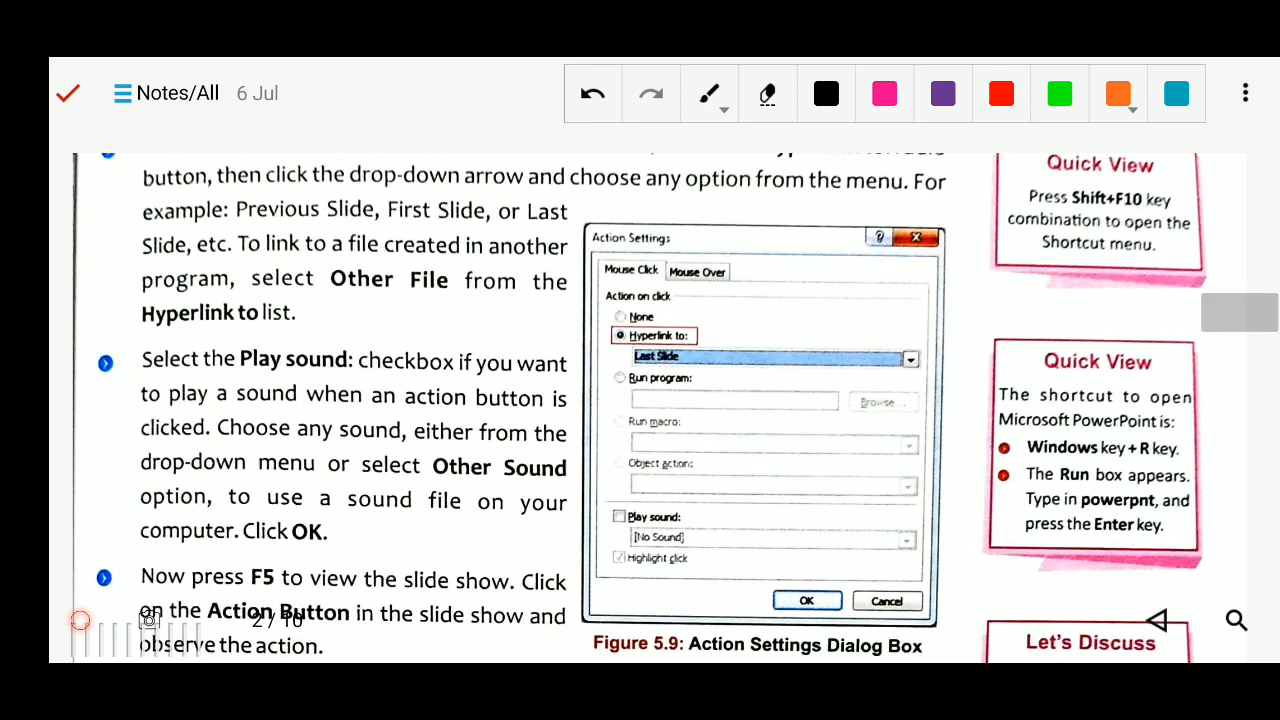 Notes/All 6 Jul
button, then click the drop-down arrow and choose any option from the menu. For
example: Previous Slide, First Slide, or Last
Slide, etc. To link to a file created in another
program, select Other File from the
Hyperlink to list.
Select the Play sound: checkbox if you want
to play a sound when an action button is
clicked. Choose any sound, either from the
drop-down menu or select Other Sound
option, to use a sound file on your
computer. Click OK.
Now press F5 to view the slide show. Click
on the Action Button in the slide show and
observe the action.
2 / 10
Action Settings
Mouse Click Mouse Over
Action on click
None
Hyperlink to:
Last Slide
Run program:
Browse...
Run macro:
Object action:
Play sound:
[No Sound]
Highlight click
OK Cancel
Figure 5.9: Action Settings Dialog Box
Quick View
Press Shift+F10 key
combination to open the
Shortcut menu.
Quick View
The shortcut to open
Microsoft PowerPoint is:
Windows key + R key.
The Run box appears.
Type in powerpnt, and
press the Enter key.
Let's Discuss